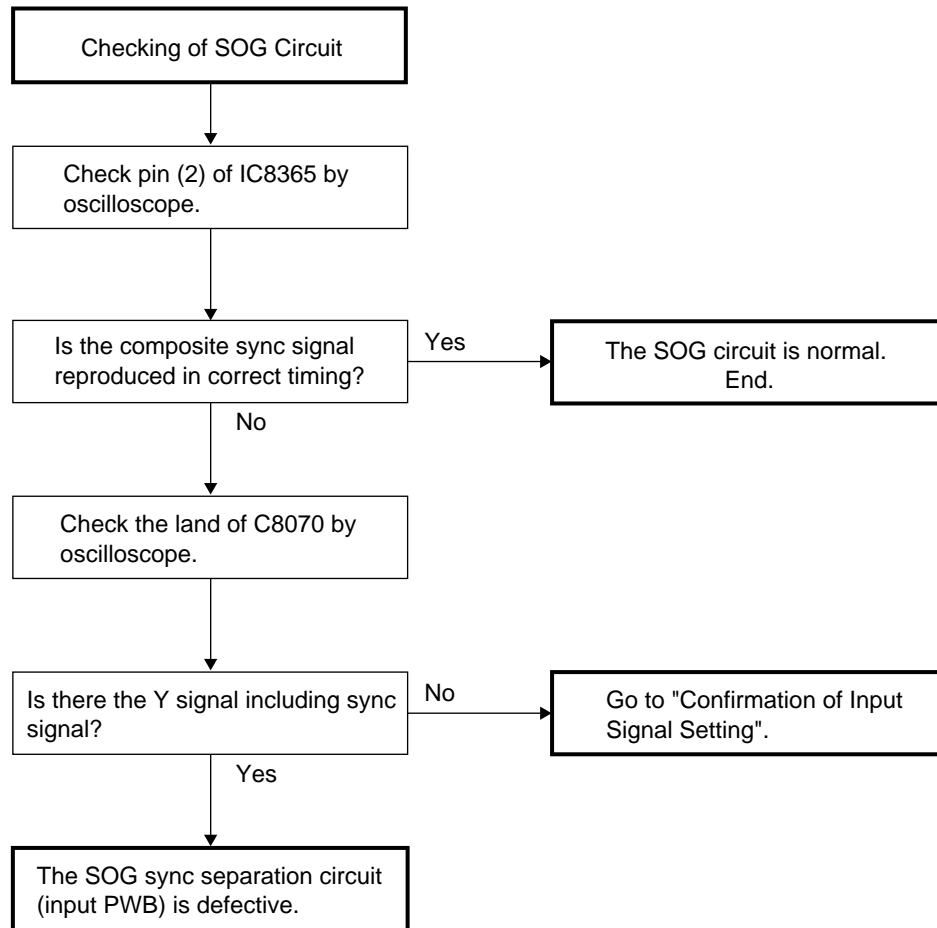 Checking of SOG Circuit
Check pin (2) of IC8365 by
oscilloscope.
Is the composite sync signal
reproduced in correct timing?
Yes
The SOG circuit is normal.
End.
No
Check the land of C8070 by
oscilloscope.
Is there the Y signal including sync
signal?
No
Go to "Confirmation of Input
Signal Setting".
Yes
The SOG sync separation circuit
(input PWB) is defective.